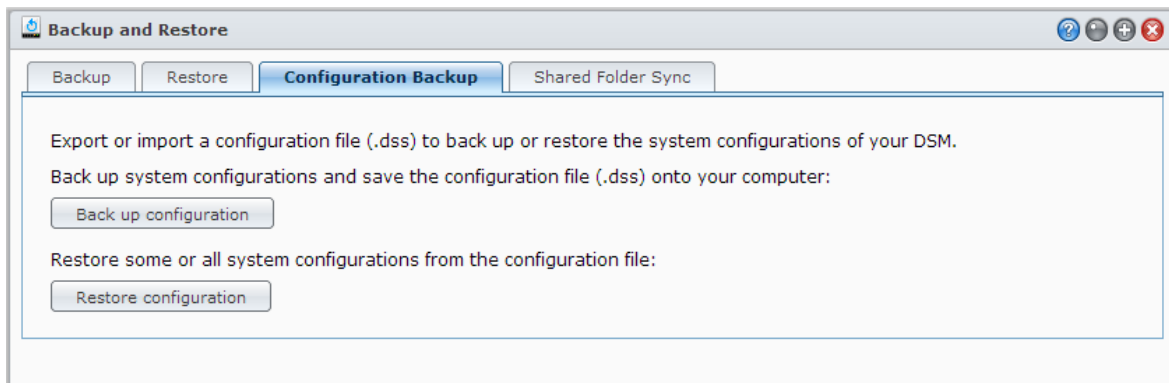 Backup and Restore
Backup Restore Configuration Backup Shared Folder Sync
Export or import a configuration file (.dss) to back up or restore the system configurations of your DSM.
Back up system configurations and save the configuration file (.dss) onto your computer:
Back up configuration
Restore some or all system configurations from the configuration file:
Restore configuration